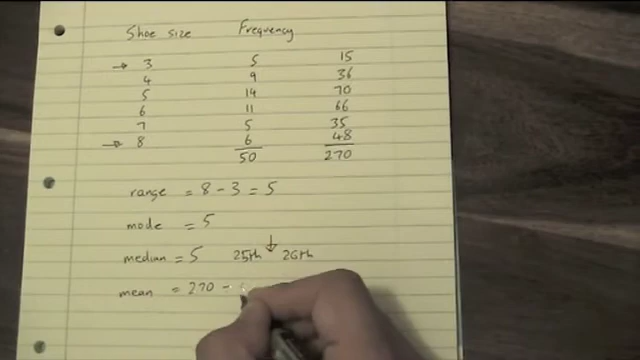 Shoe size Frequency
→ 3 5 15
4 9 36
5 14 70
6 11 66
7 5 35
→ 8 6 48
50 270
range = 8 - 3 = 5
mode = 5
median = 5 25th ↓ 26th
mean = 270 ÷